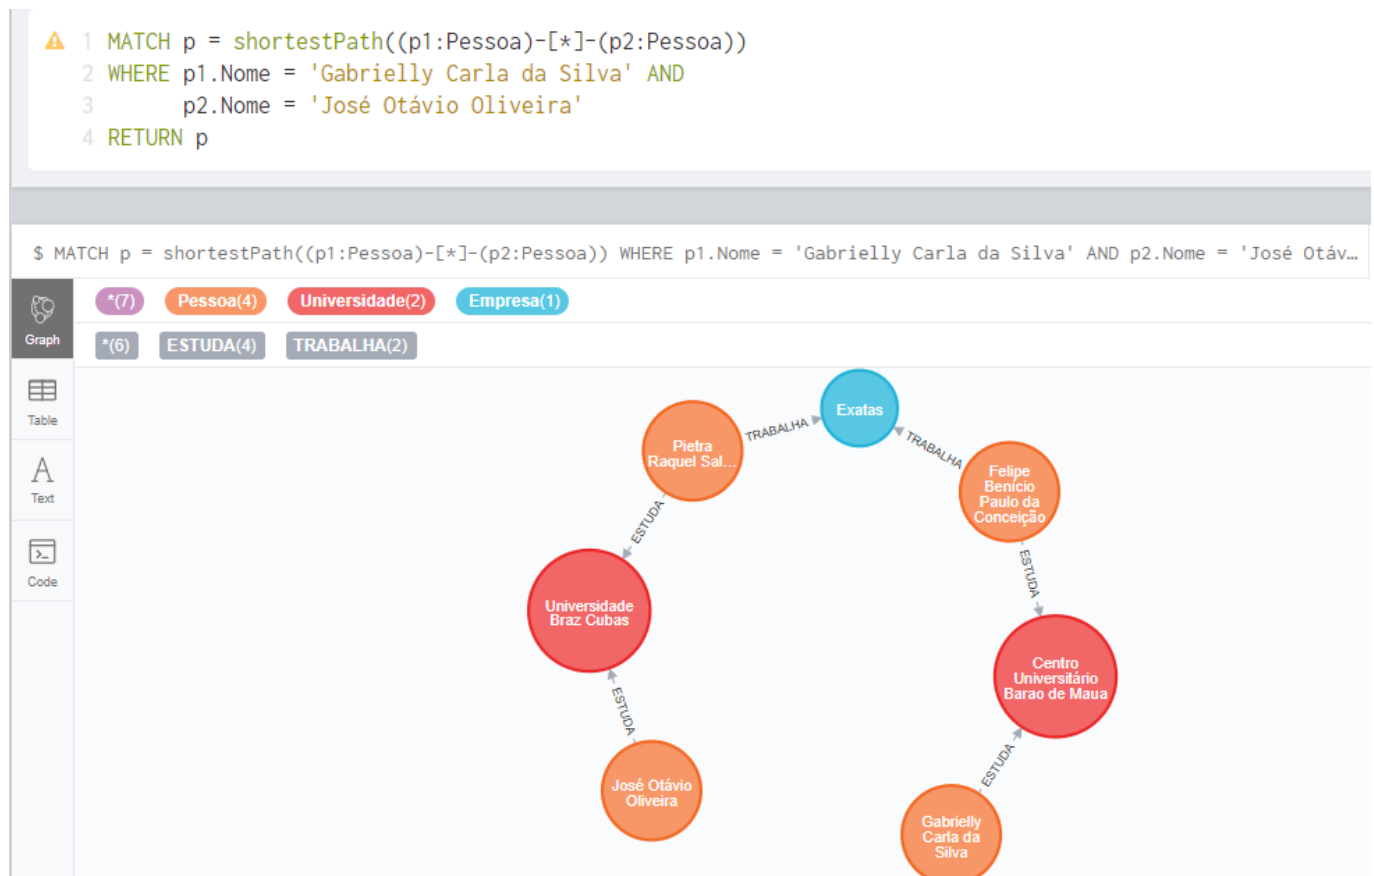 1 MATCH p = shortestPath((p1:Pessoa)-[*]-(p2:Pessoa))
2 WHERE p1.Nome = 'Gabrielly Carla da Silva' AND
3 p2.Nome = 'José Otávio Oliveira'
4 RETURN p
$ MATCH p = shortestPath((p1:Pessoa)-[*]-(p2:Pessoa)) WHERE p1.Nome = 'Gabrielly Carla da Silva' AND p2.Nome = 'José Otáv…
*(7) Pessoa(4) Universidade(2) Empresa(1)
*(6) ESTUDA(4) TRABALHA(2)
Graph
Table
Text
Code
Exatas
TRABALHA
TRABALHA
Pietra
Raquel Sal...
Felipe
Benício
Paulo da
Conceição
ESTUDA
ESTUDA
Universidade
Braz Cubas
Centro
Universitário
Barao de Maua
ESTUDA
ESTUDA
José Otávio
Oliveira
Gabrielly
Carla da
Silva